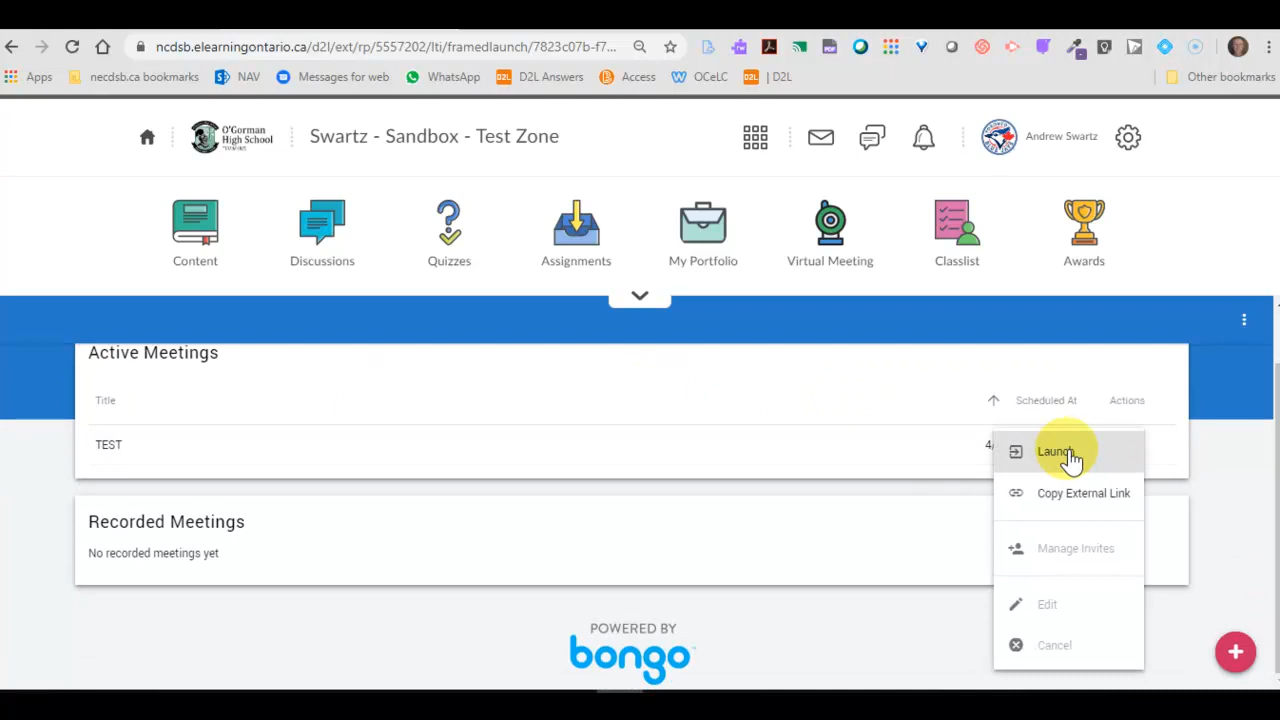 ncdsb.elearningontario.ca/d2l/ext/rp/5557202/lti/framedlaunch/7823c07b-f7...
Apps necdsb.ca bookmarks NAV Messages for web WhatsApp D2L D2L Answers Access OCeLC D2L | D2L Other bookmarks
O'Gorman
High School
Swartz - Sandbox - Test Zone
Andrew Swartz
Content Discussions Quizzes Assignments My Portfolio Virtual Meeting Classlist Awards
Active Meetings
Title Scheduled At Actions
TEST 4/
Launch
Copy External Link
Manage Invites
Edit
Cancel
Recorded Meetings
No recorded meetings yet
POWERED BY
bongo